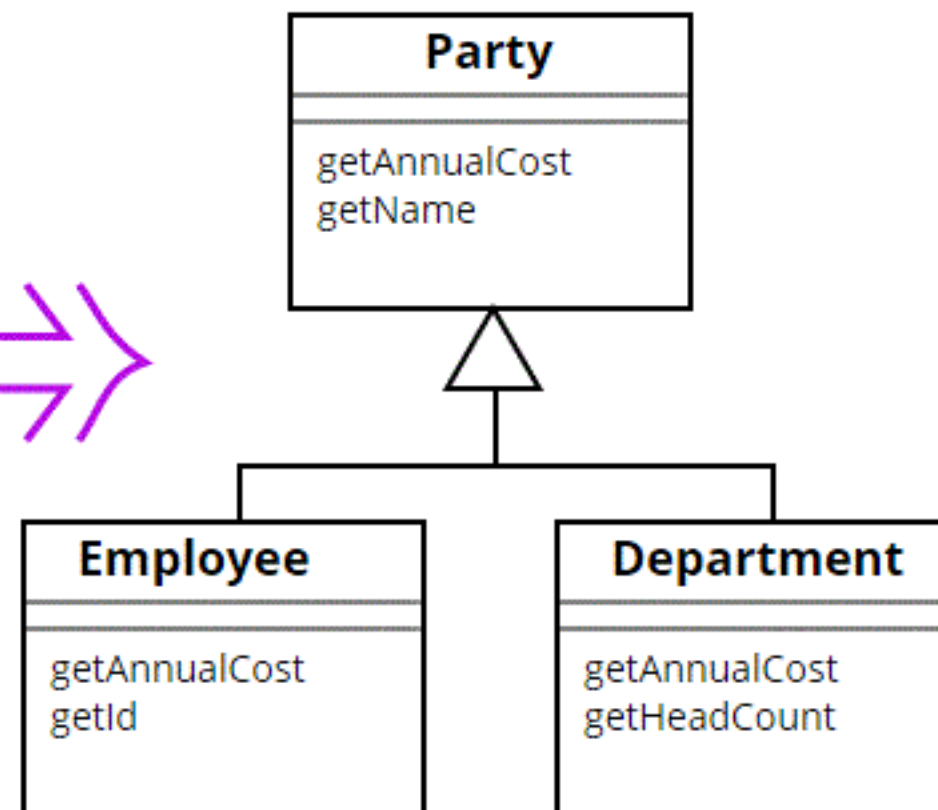 Party
getAnnualCost
getName
Employee
getAnnualCost
getId
Department
getAnnualCost
getHeadCount